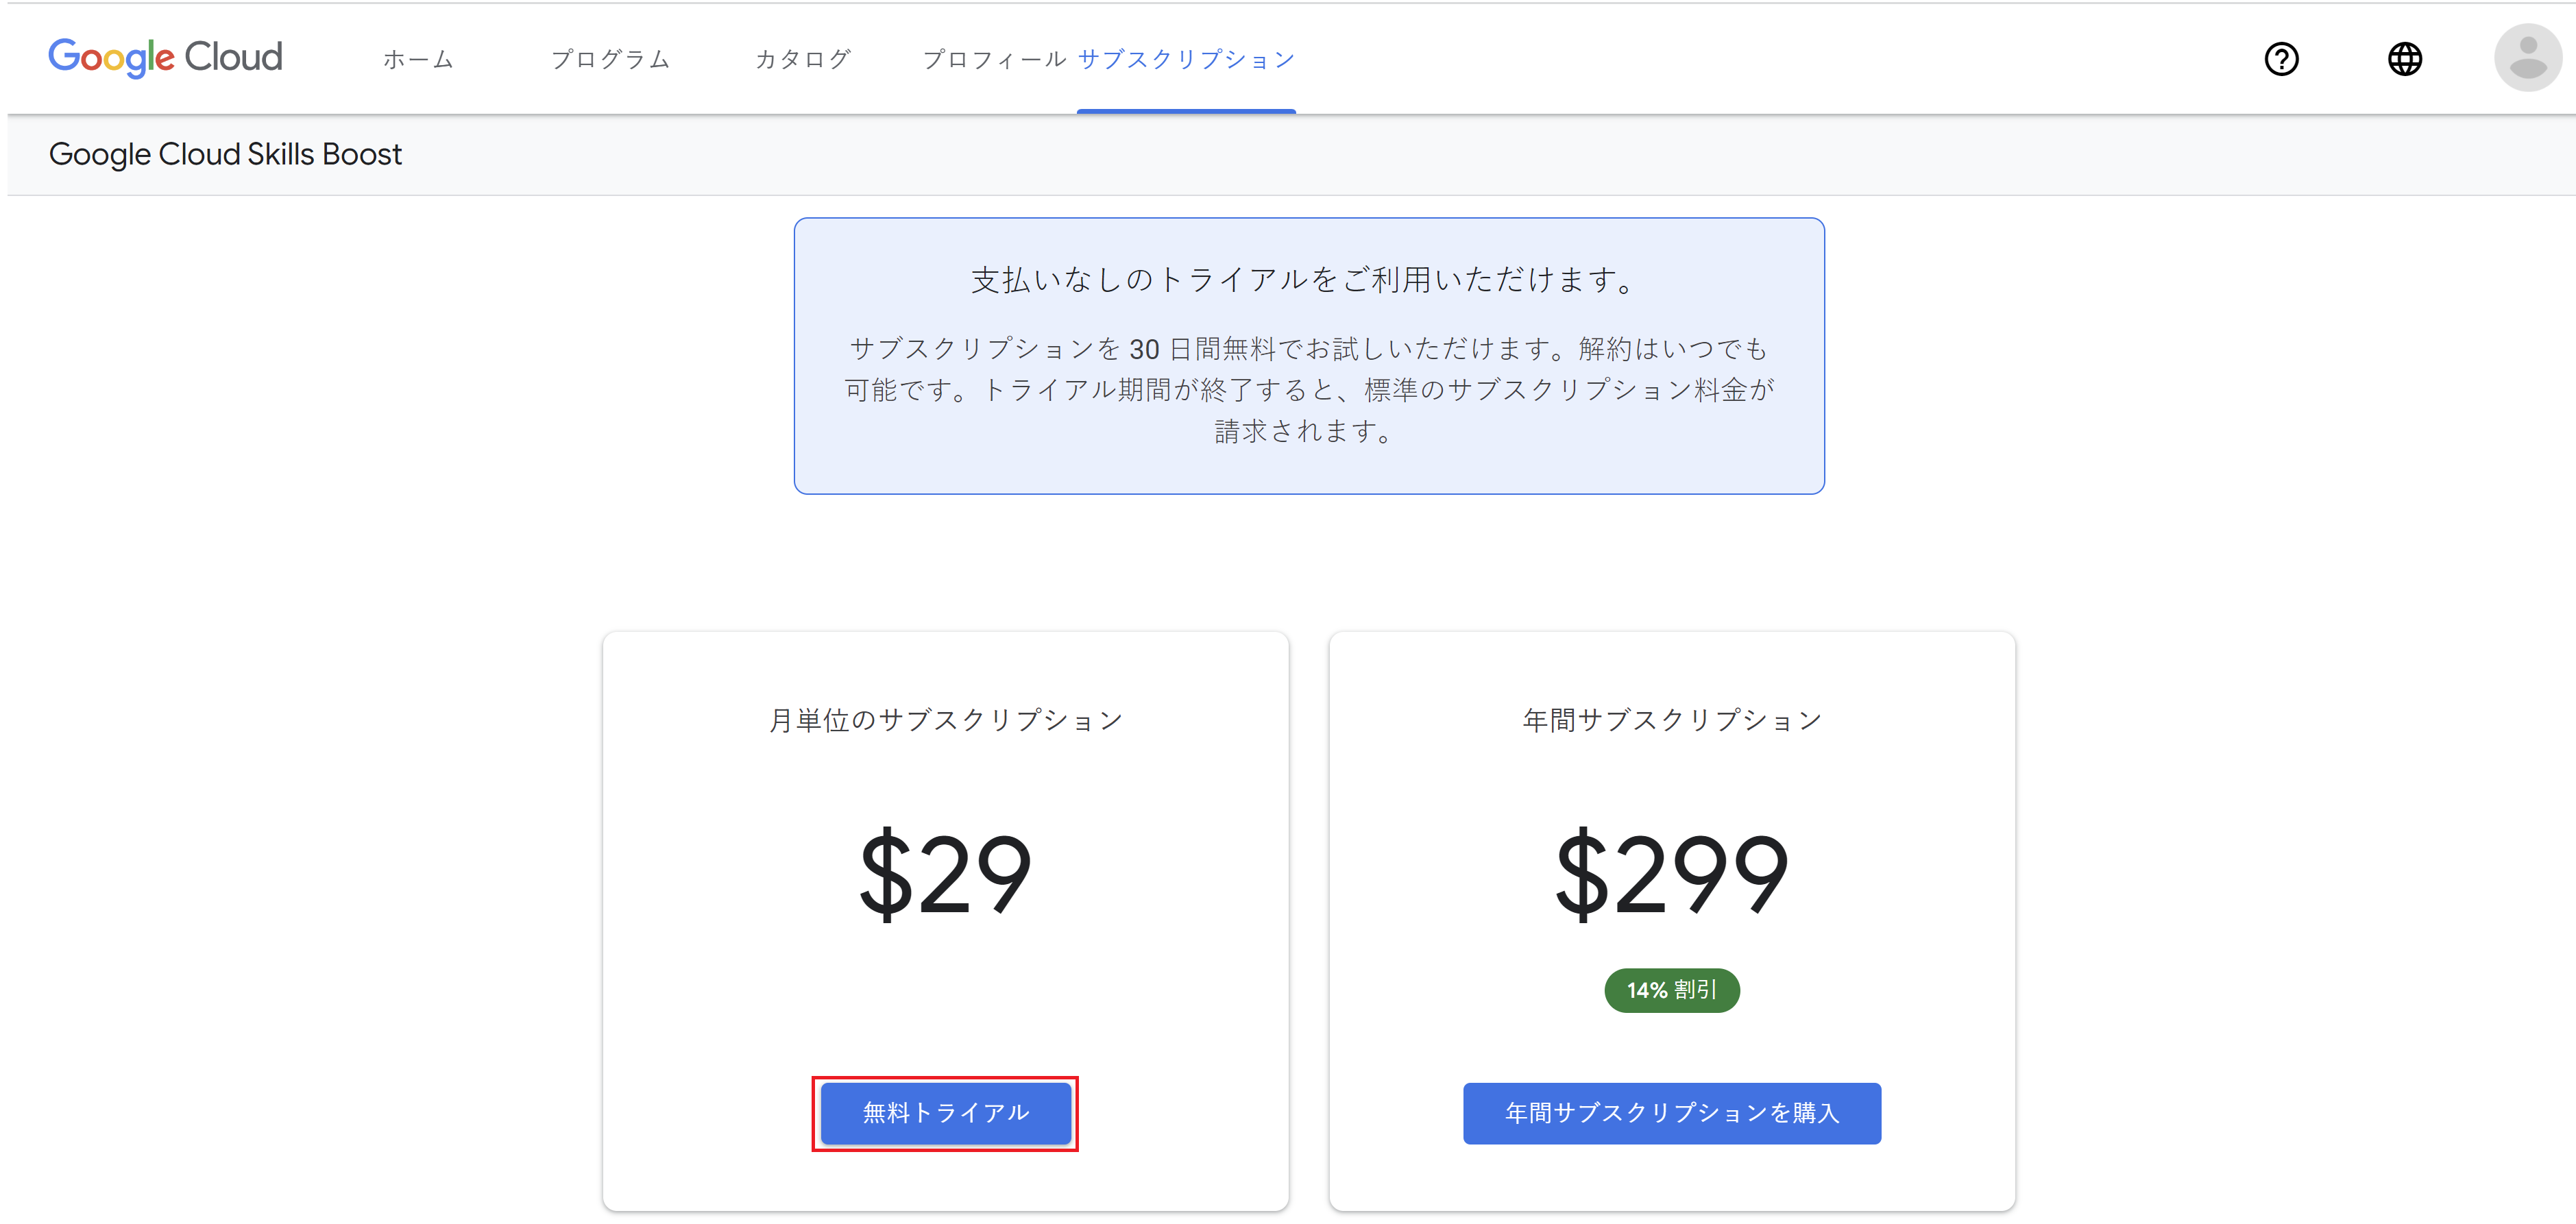 Google Cloud ホーム プログラム カタログ プロフィール サブスクリプション
Google Cloud Skills Boost
支払いなしのトライアルをご利用いただけます。
サブスクリプションを 30 日間無料でお試しいただけます。解約はいつでも
可能です。トライアル期間が終了すると、標準のサブスクリプション料金が
請求されます。
月単位のサブスクリプション
$29
無料トライアル
年間サブスクリプション
$299
14% 割引
年間サブスクリプションを購入